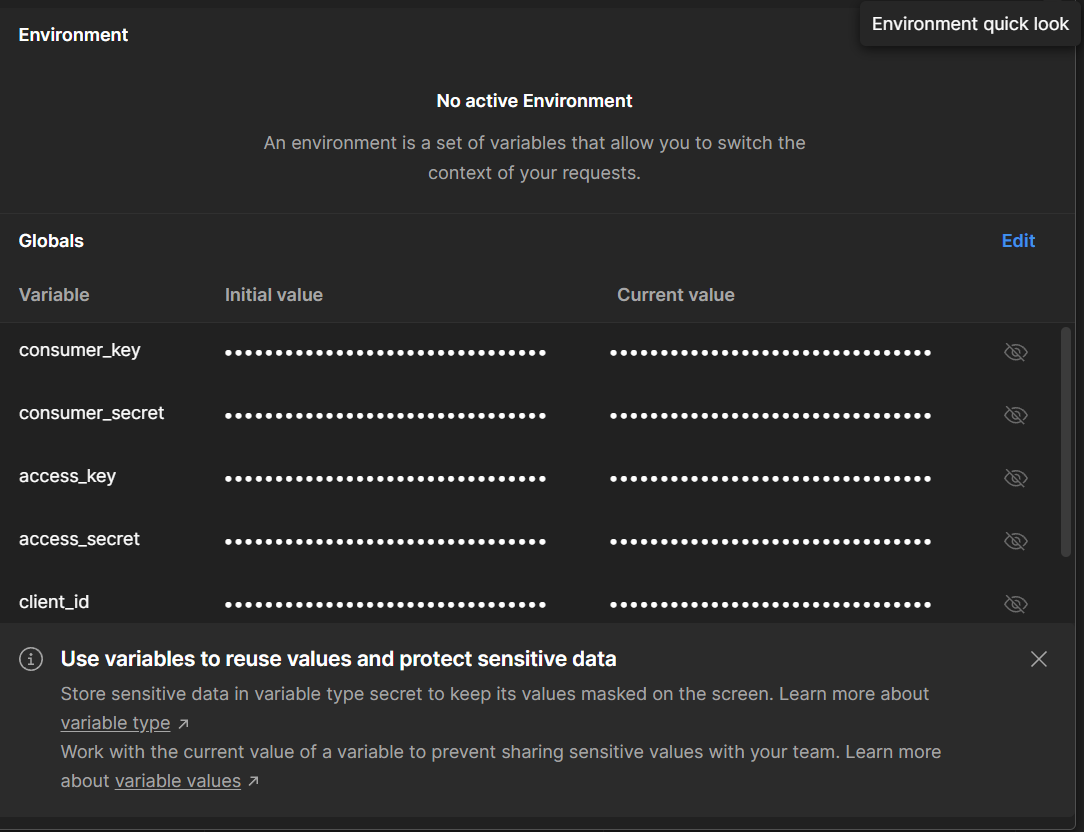 Environment quick look
Environment
No active Environment
An environment is a set of variables that allow you to switch the
context of your requests.
Globals Edit
Variable Initial value Current value
consumer_key •••••••••••••••••••••••••••••••• ••••••••••••••••••••••••••••••••
consumer_secret •••••••••••••••••••••••••••••••• ••••••••••••••••••••••••••••••••
access_key •••••••••••••••••••••••••••••••• ••••••••••••••••••••••••••••••••
access_secret •••••••••••••••••••••••••••••••• ••••••••••••••••••••••••••••••••
client_id •••••••••••••••••••••••••••••••• ••••••••••••••••••••••••••••••••
Use variables to reuse values and protect sensitive data
Store sensitive data in variable type secret to keep its values masked on the screen. Learn more about
variable type ↗
Work with the current value of a variable to prevent sharing sensitive values with your team. Learn more
about variable values ↗